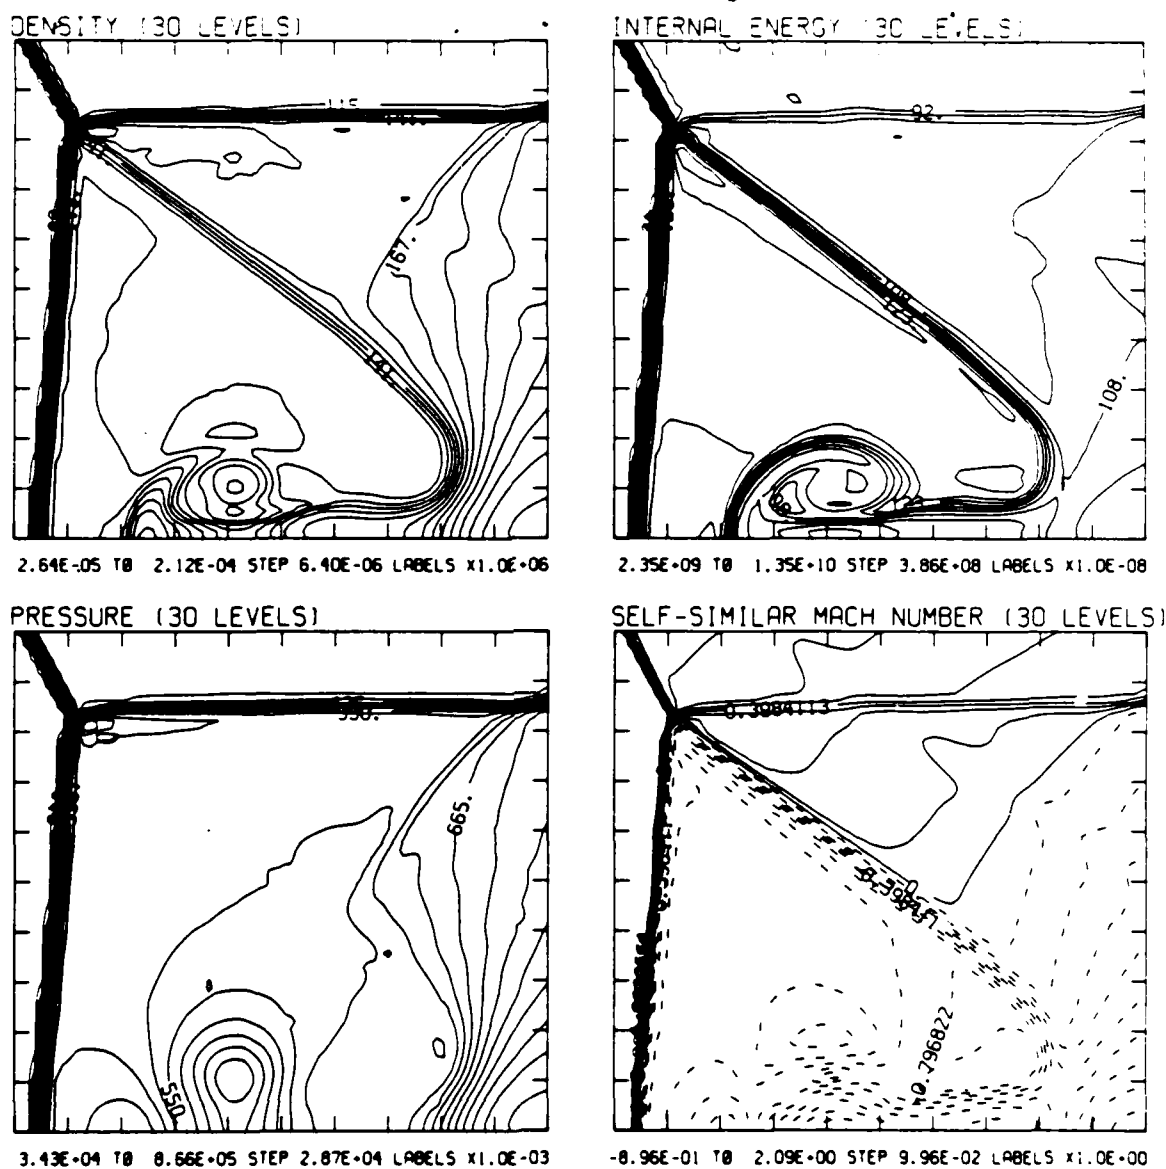 DENSITY (30 LEVELS)
115.
167.
141.
2.64E-05 TO 2.12E-04 STEP 6.40E-06 LABELS X1.0E+06
INTERNAL ENERGY (30 LEVELS)
92.
108.
2.35E+09 TO 1.35E+10 STEP 3.86E+08 LABELS X1.0E-08
PRESSURE (30 LEVELS)
550.
665.
550.
3.43E+04 TO 8.66E+05 STEP 2.87E+04 LABELS X1.0E-03
SELF-SIMILAR MACH NUMBER (30 LEVELS)
0.3984113
-0.796822
-8.96E-01 TO 2.09E+00 STEP 9.96E-02 LABELS X1.0E+00